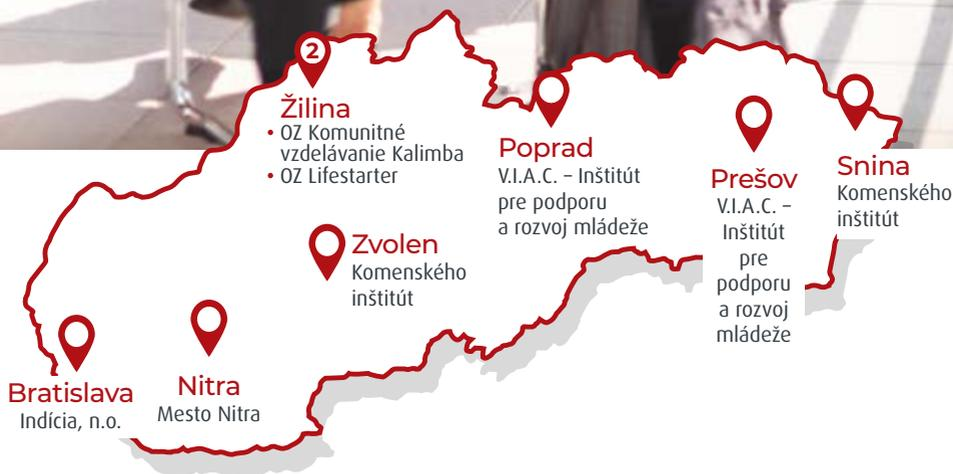 2
Žilina
• OZ Komunitné
vzdelávanie Kalimba
• OZ Lifestarter
Poprad
V.I.A.C. – Inštitút
pre podporu
a rozvoj mládeže
Prešov
V.I.A.C. –
Inštitút
pre
podporu
a rozvoj
mládeže
Snina
Komenského
inštitút
Zvolen
Komenského
inštitút
Bratislava
Indícia, n.o.
Nitra
Mesto Nitra